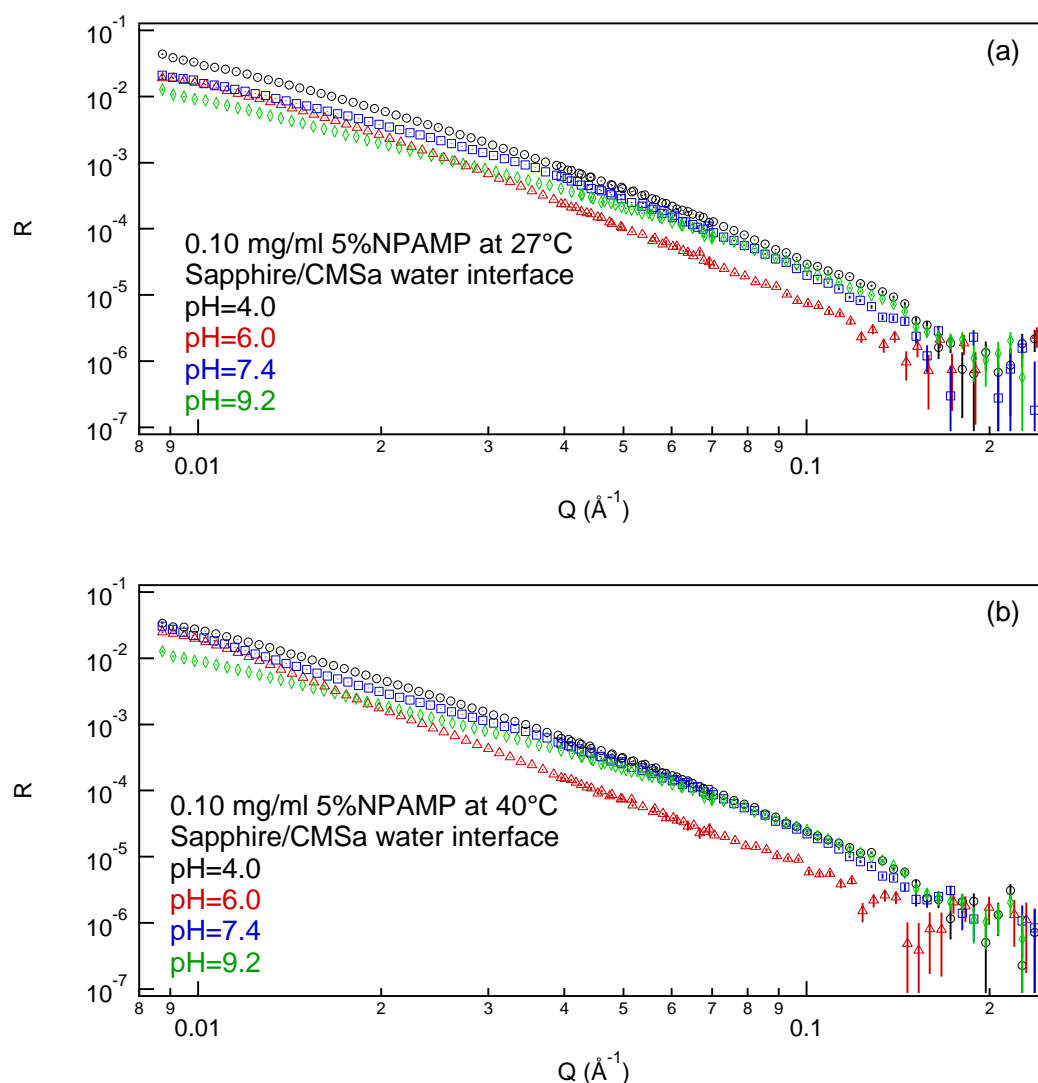 (a)
10^-1
10^-2
10^-3
10^-4
10^-5
10^-6
10^-7
R
0.10 mg/ml 5%NPAMP at 27°C
Sapphire/CMSa water interface
pH=4.0
pH=6.0
pH=7.4
pH=9.2
8 9 2 3 4 5 6 7 8 9 2
0.01 0.1
Q (Å^-1)
(b)
10^-1
10^-2
10^-3
10^-4
10^-5
10^-6
10^-7
R
0.10 mg/ml 5%NPAMP at 40°C
Sapphire/CMSa water interface
pH=4.0
pH=6.0
pH=7.4
pH=9.2
8 9 2 3 4 5 6 7 8 9 2
0.01 0.1
Q (Å^-1)